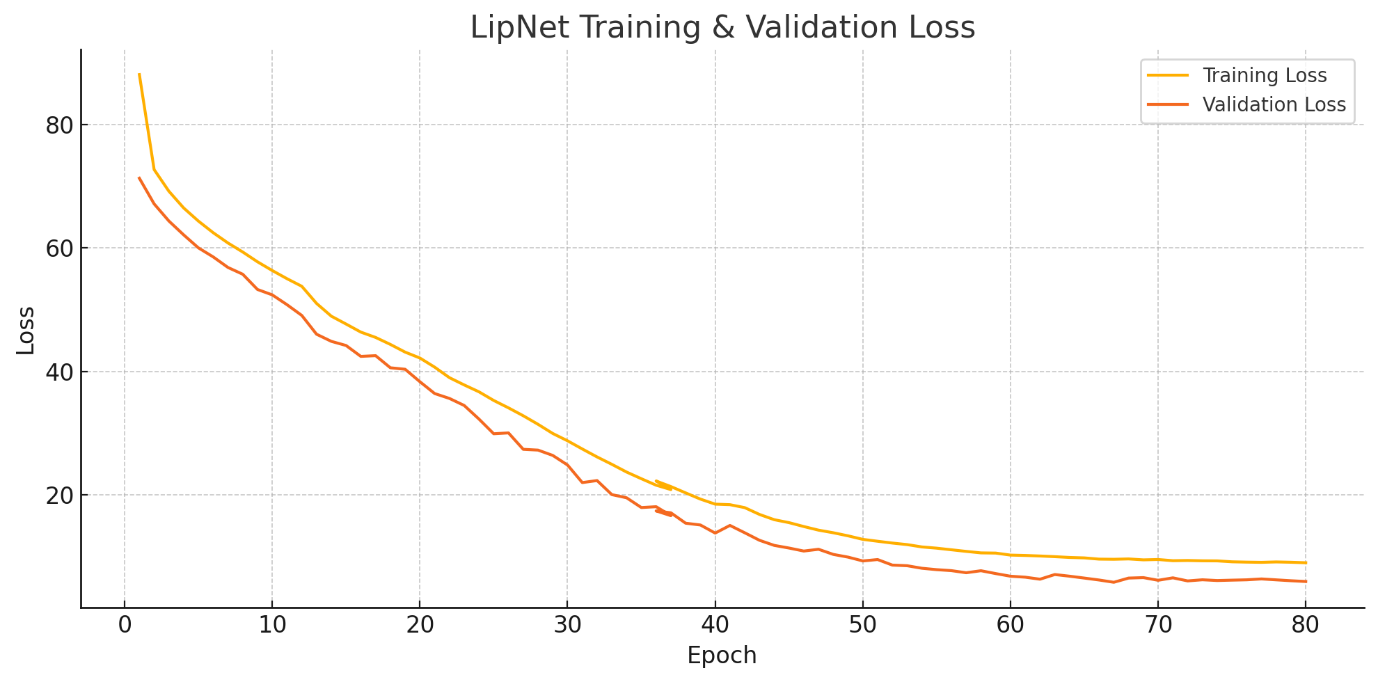 LipNet Training & Validation Loss
Training Loss
Validation Loss
80
60
40
20
Loss
0 10 20 30 40 50 60 70 80
Epoch